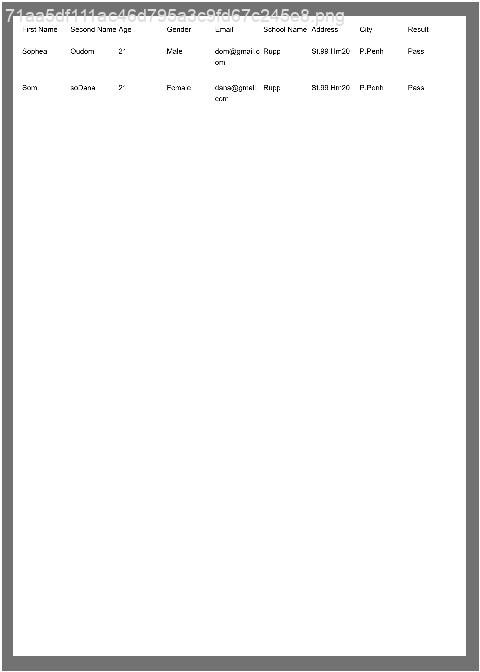 71aa5df111ac46d795a3c9fd67c245e8.png
First Name Second Name Age Gender Email School Name Address City Result
Sophea Oudom 21 Male dom@gmail.c Rupp St.99 Hm20 P.Penh Pass
om
Som soDana 21 Female dana@gmail. Rupp St.99 Hm20 P.Penh Pass
com